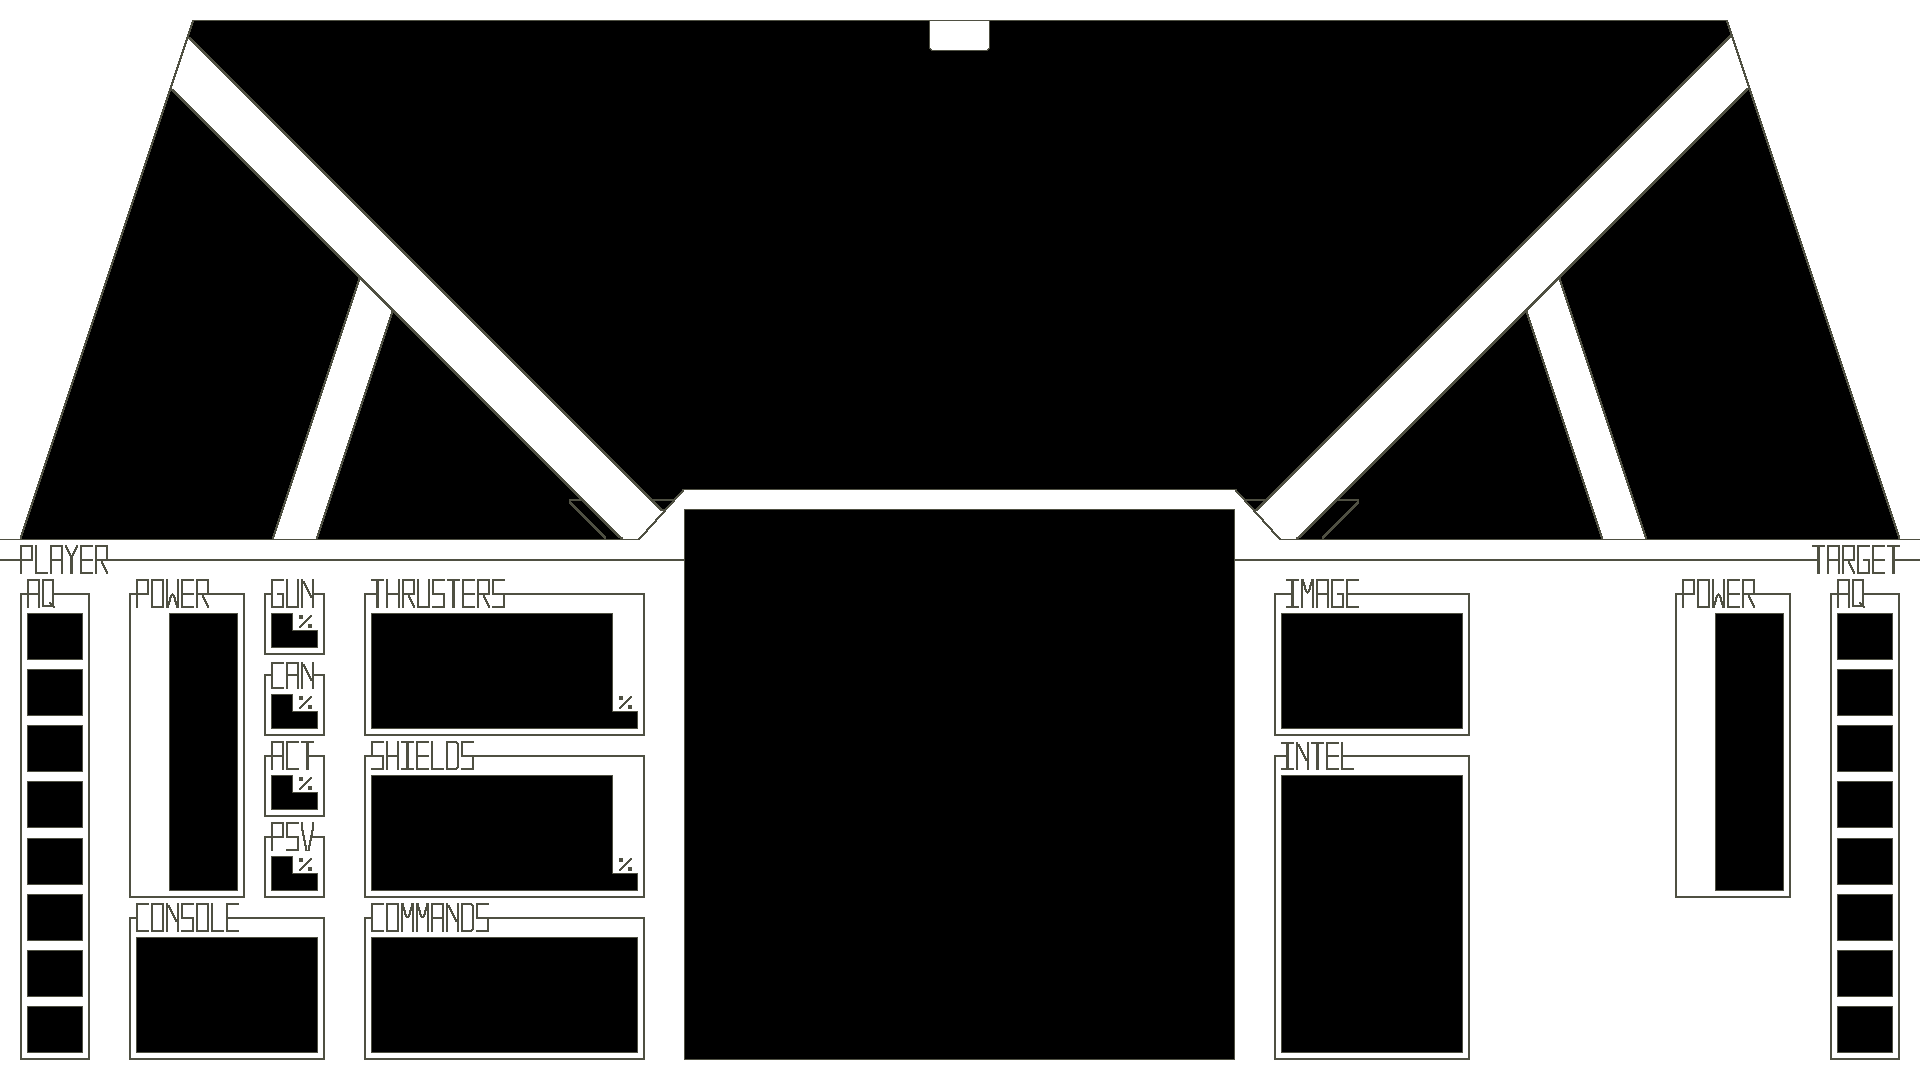 PLAYER
TARGET
AQ
POWER
GUN
%
CAN
%
ACT
%
PSV
%
CONSOLE
THRUSTERS
%
SHIELDS
%
COMMANDS
IMAGE
INTEL
POWER
AQ